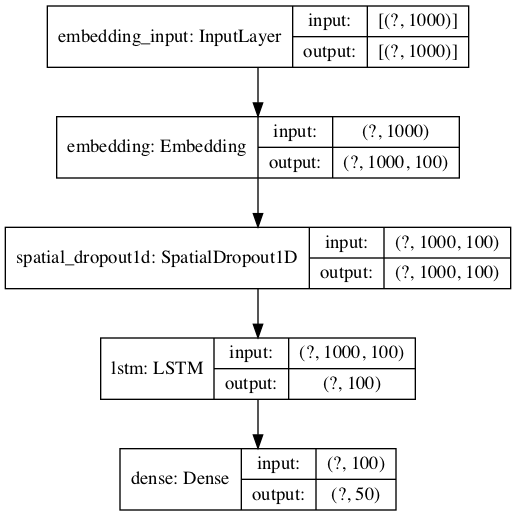 embedding_input: InputLayer input: [(?, 1000)]
output: [(?, 1000)]
embedding: Embedding input: (?, 1000)
output: (?, 1000, 100)
spatial_dropout1d: SpatialDropout1D input: (?, 1000, 100)
output: (?, 1000, 100)
lstm: LSTM input: (?, 1000, 100)
output: (?, 100)
dense: Dense input: (?, 100)
output: (?, 50)